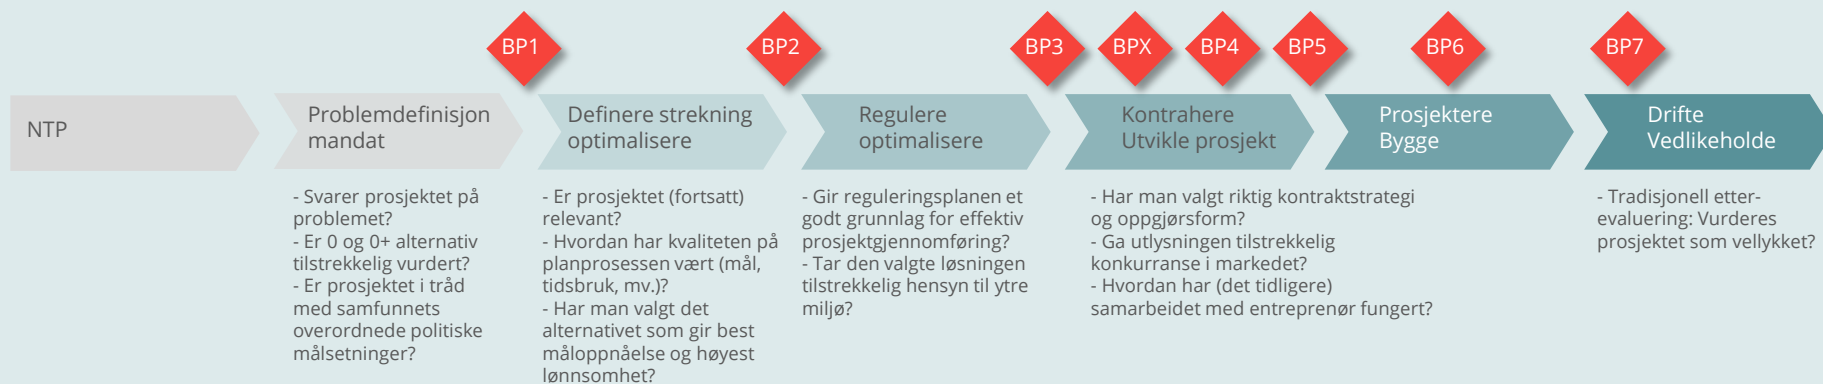 BP1
BP2
BP3
BPX
BP4
BP5
BP6
BP7
NTP
Problemdefinisjon
mandat
Definere strekning
optimalisere
Regulere
optimalisere
Kontrahere
Utvikle prosjekt
Prosjektere
Bygge
Drifte
Vedlikeholde
- Svarer prosjektet på
problemet?
- Er 0 og 0+ alternativ
tilstrekkelig vurdert?
- Er prosjektet i tråd
med samfunnets
overordnede politiske
målsetninger?
- Er prosjektet (fortsatt)
relevant?
- Hvordan har kvaliteten på
planprosessen vært (mål,
tidsbruk, mv.)?
- Har man valgt det
alternativet som gir best
måloppnåelse og høyest
lønnsomhet?
- Gir reguleringsplanen et
godt grunnlag for effektiv
prosjektgjennomføring?
- Tar den valgte løsningen
tilstrekkelig hensyn til ytre
miljø?
- Har man valgt riktig kontraktstrategi
og oppgjørsform?
- Ga utlysningen tilstrekkelig
konkurranse i markedet?
- Hvordan har (det tidligere)
samarbeidet med entreprenør fungert?
- Tradisjonell etter-
evaluering: Vurderes
prosjektet som vellykket?